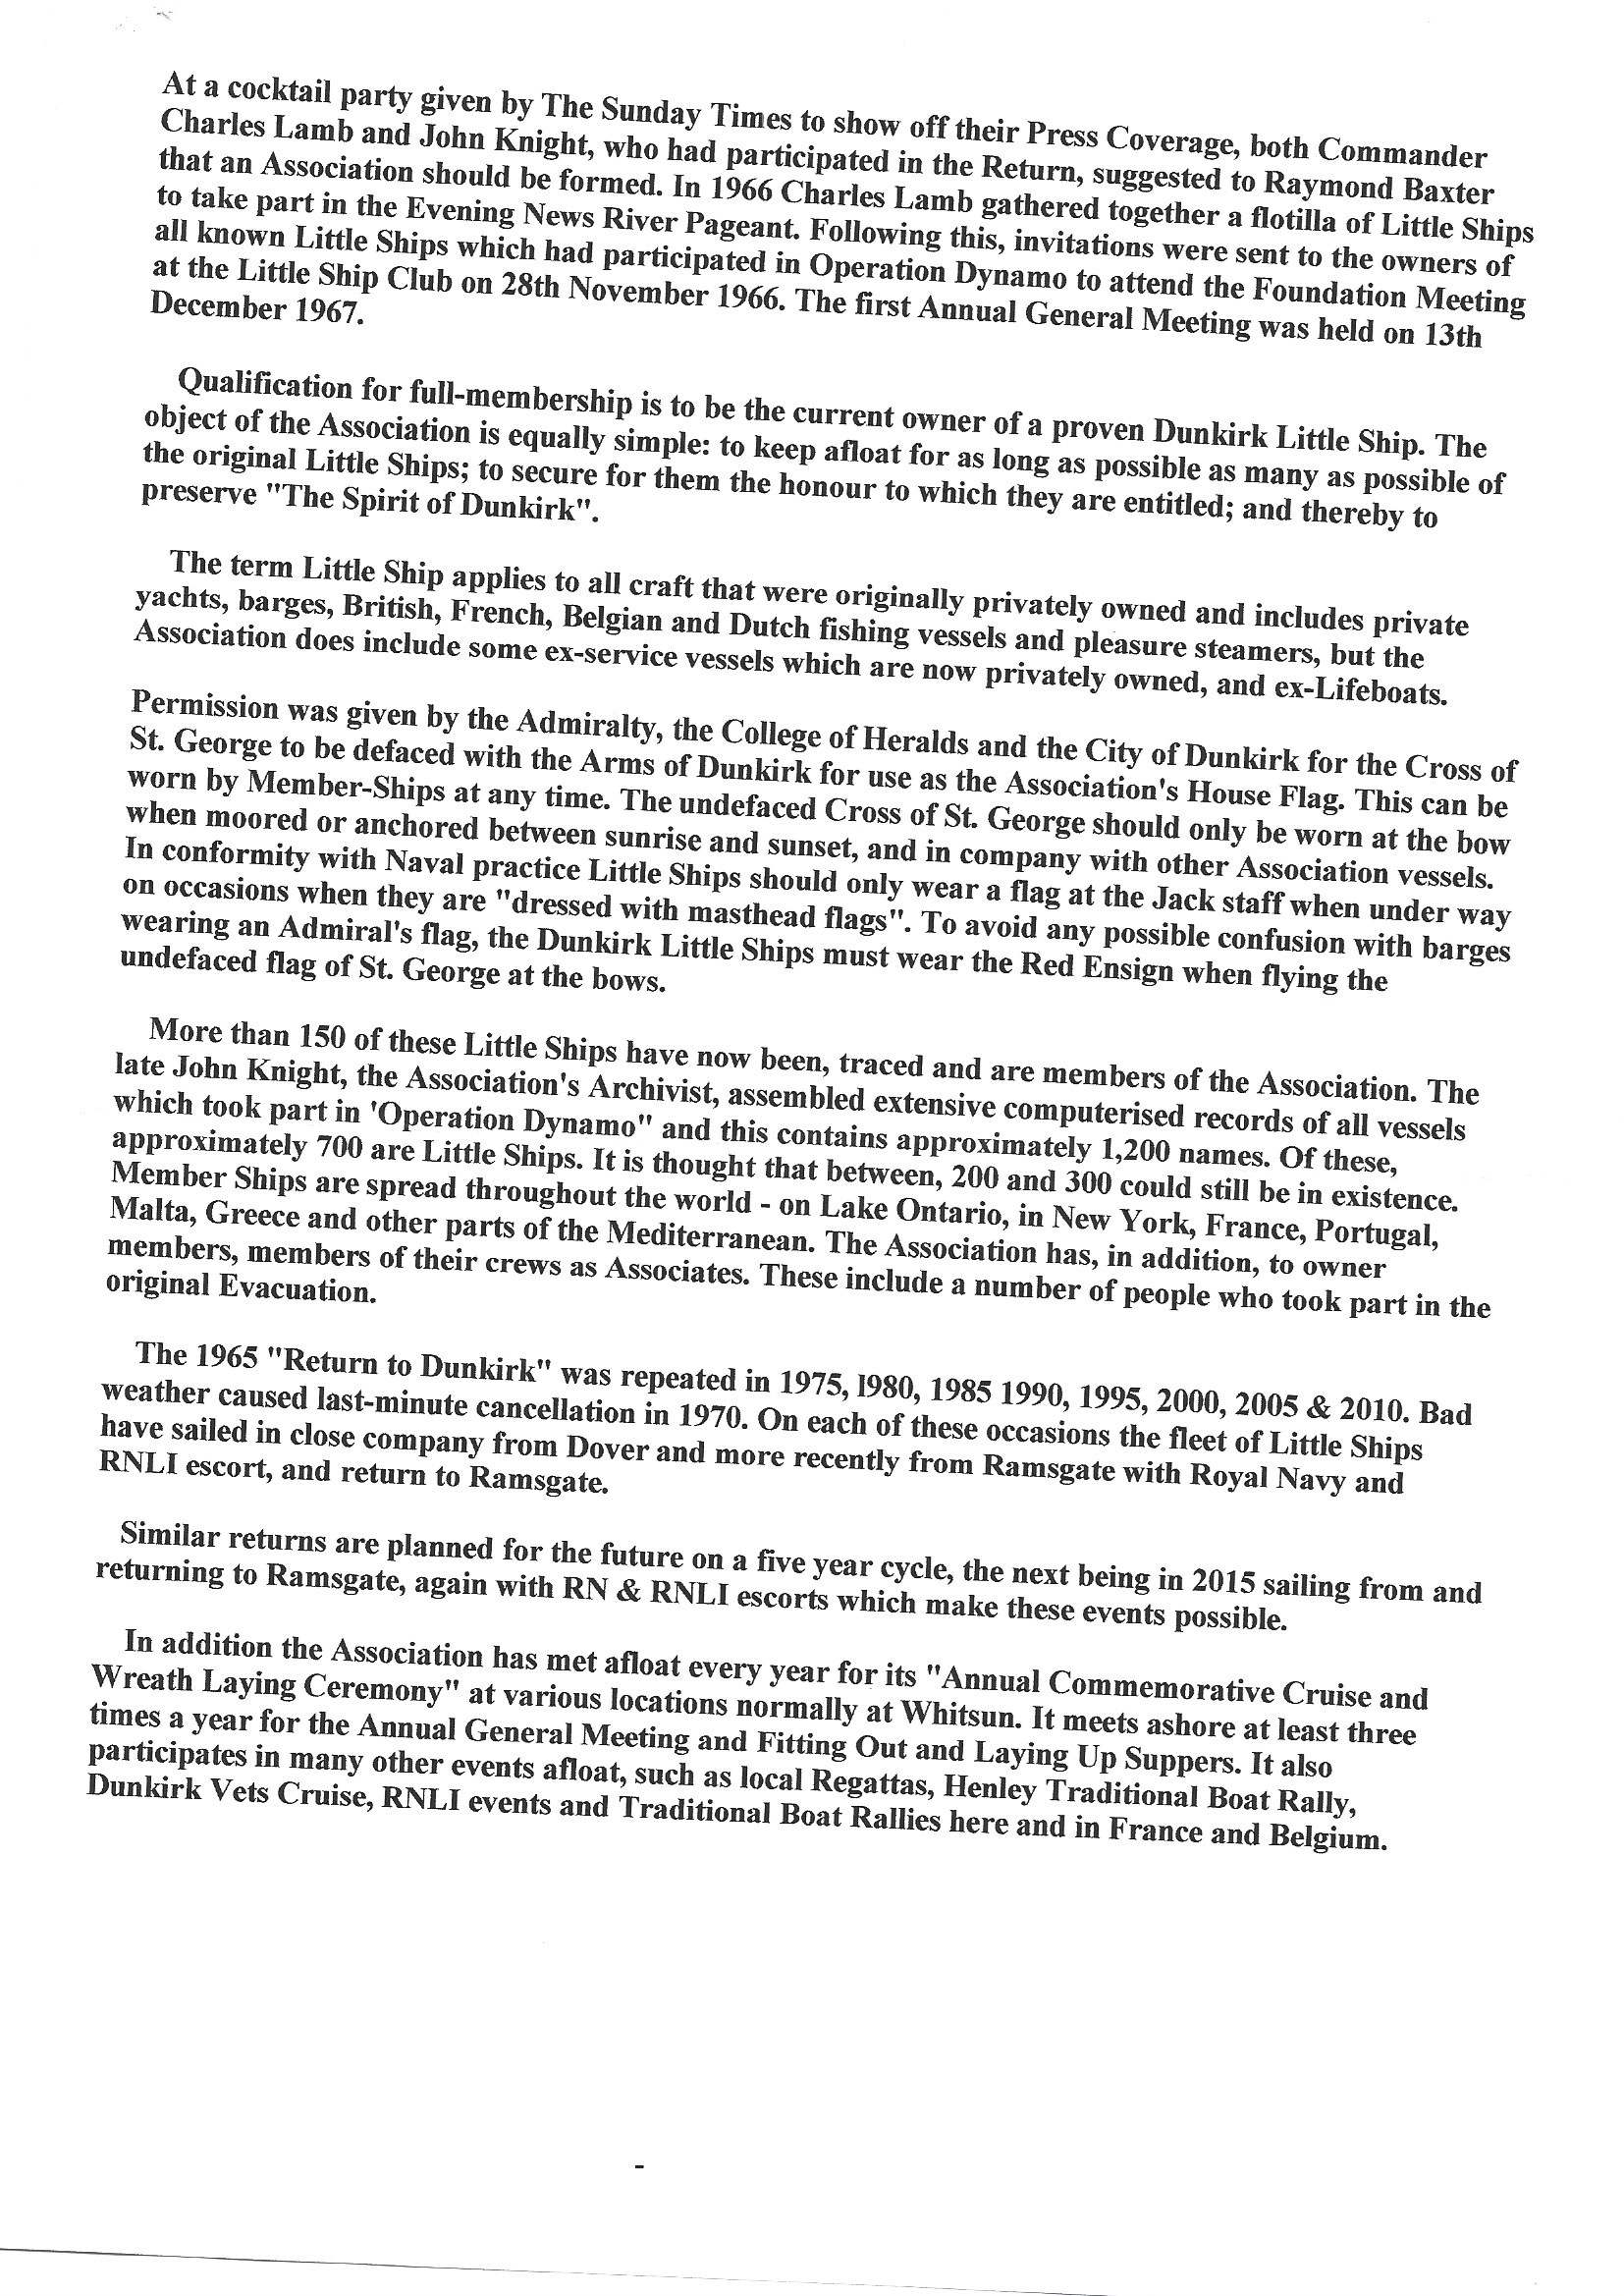 At a cocktail party given by The Sunday Times to show off their Press Coverage, both Commander
Charles Lamb and John Knight, who had participated in the Return, suggested to Raymond Baxter
that an Association should be formed. In 1966 Charles Lamb gathered together a flotilla of Little Ships
to take part in the Evening News River Pageant. Following this, invitations were sent to the owners of
all known Little Ships which had participated in Operation Dynamo to attend the Foundation Meeting
at the Little Ship Club on 28th November 1966. The first Annual General Meeting was held on 13th
December 1967.
Qualification for full-membership is to be the current owner of a proven Dunkirk Little Ship. The
object of the Association is equally simple: to keep afloat for as long as possible as many as possible of
the original Little Ships; to secure for them the honour to which they are entitled; and thereby to
preserve "The Spirit of Dunkirk".
The term Little Ship applies to all craft that were originally privately owned and includes private
yachts, barges, British, French, Belgian and Dutch fishing vessels and pleasure steamers, but the
Association does include some ex-service vessels which are now privately owned, and ex-Lifeboats.
Permission was given by the Admiralty, the College of Heralds and the City of Dunkirk for the Cross of
St. George to be defaced with the Arms of Dunkirk for use as the Association's House Flag. This can be
worn by Member-Ships at any time. The undefaced Cross of St. George should only be worn at the bow
when moored or anchored between sunrise and sunset, and in company with other Association vessels.
In conformity with Naval practice Little Ships should only wear a flag at the Jack staff when under way
on occasions when they are "dressed with masthead flags". To avoid any possible confusion with barges
wearing an Admiral's flag, the Dunkirk Little Ships must wear the Red Ensign when flying the
undefaced flag of St. George at the bows.
More than 150 of these Little Ships have now been, traced and are members of the Association. The
late John Knight, the Association's Archivist, assembled extensive computerised records of all vessels
which took part in 'Operation Dynamo" and this contains approximately 1,200 names. Of these,
approximately 700 are Little Ships. It is thought that between, 200 and 300 could still be in existence.
Member Ships are spread throughout the world - on Lake Ontario, in New York, France, Portugal,
Malta, Greece and other parts of the Mediterranean. The Association has, in addition, to owner
members, members of their crews as Associates. These include a number of people who took part in the
original Evacuation.
The 1965 "Return to Dunkirk" was repeated in 1975, l980, 1985 1990, 1995, 2000, 2005 & 2010. Bad
weather caused last-minute cancellation in 1970. On each of these occasions the fleet of Little Ships
have sailed in close company from Dover and more recently from Ramsgate with Royal Navy and
RNLI escort, and return to Ramsgate.
Similar returns are planned for the future on a five year cycle, the next being in 2015 sailing from and
returning to Ramsgate, again with RN & RNLI escorts which make these events possible.
In addition the Association has met afloat every year for its "Annual Commemorative Cruise and
Wreath Laying Ceremony" at various locations normally at Whitsun. It meets ashore at least three
times a year for the Annual General Meeting and Fitting Out and Laying Up Suppers. It also
participates in many other events afloat, such as local Regattas, Henley Traditional Boat Rally,
Dunkirk Vets Cruise, RNLI events and Traditional Boat Rallies here and in France and Belgium.
-